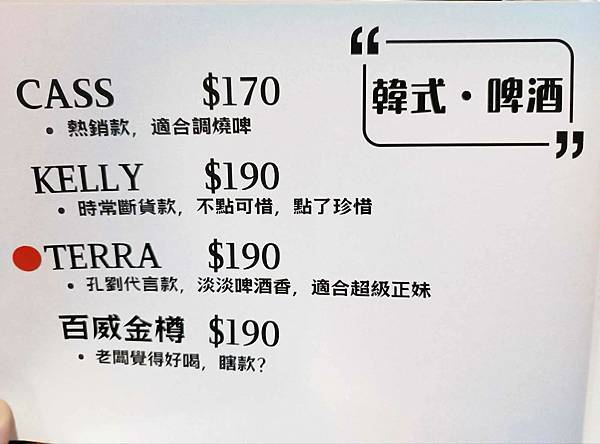 “
韓式・啤酒
”
CASS $170
• 熱銷款，適合調燒啤
KELLY $190
• 時常斷貨款，不點可惜，點了珍惜
TERRA $190
• 孔劉代言款，淡淡啤酒香，適合超級正妹
百威金樽 $190
• 老闆覺得好喝，瞎款？